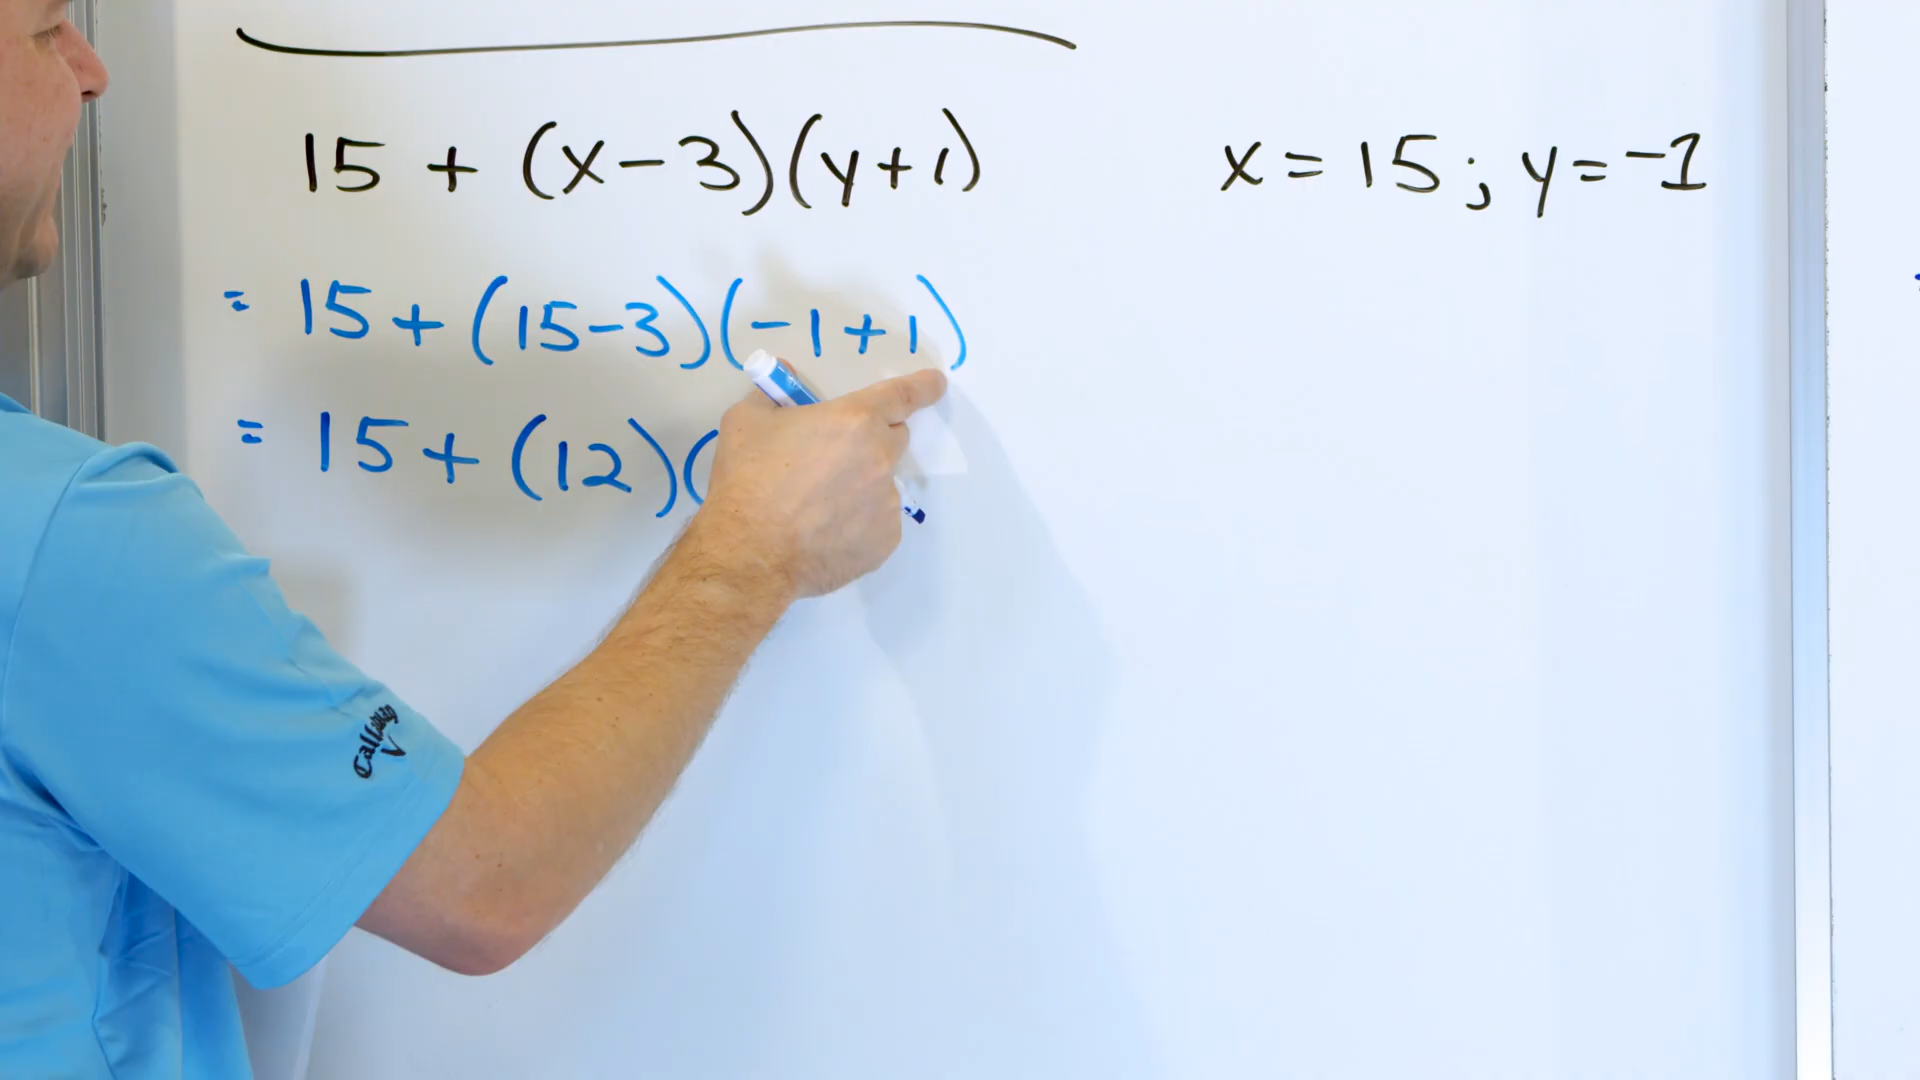 15 + (x-3)(y+1)
x = 15 ; y = -1
= 15 + (15-3)(-1+1)
= 15 + (12)(
Callaway